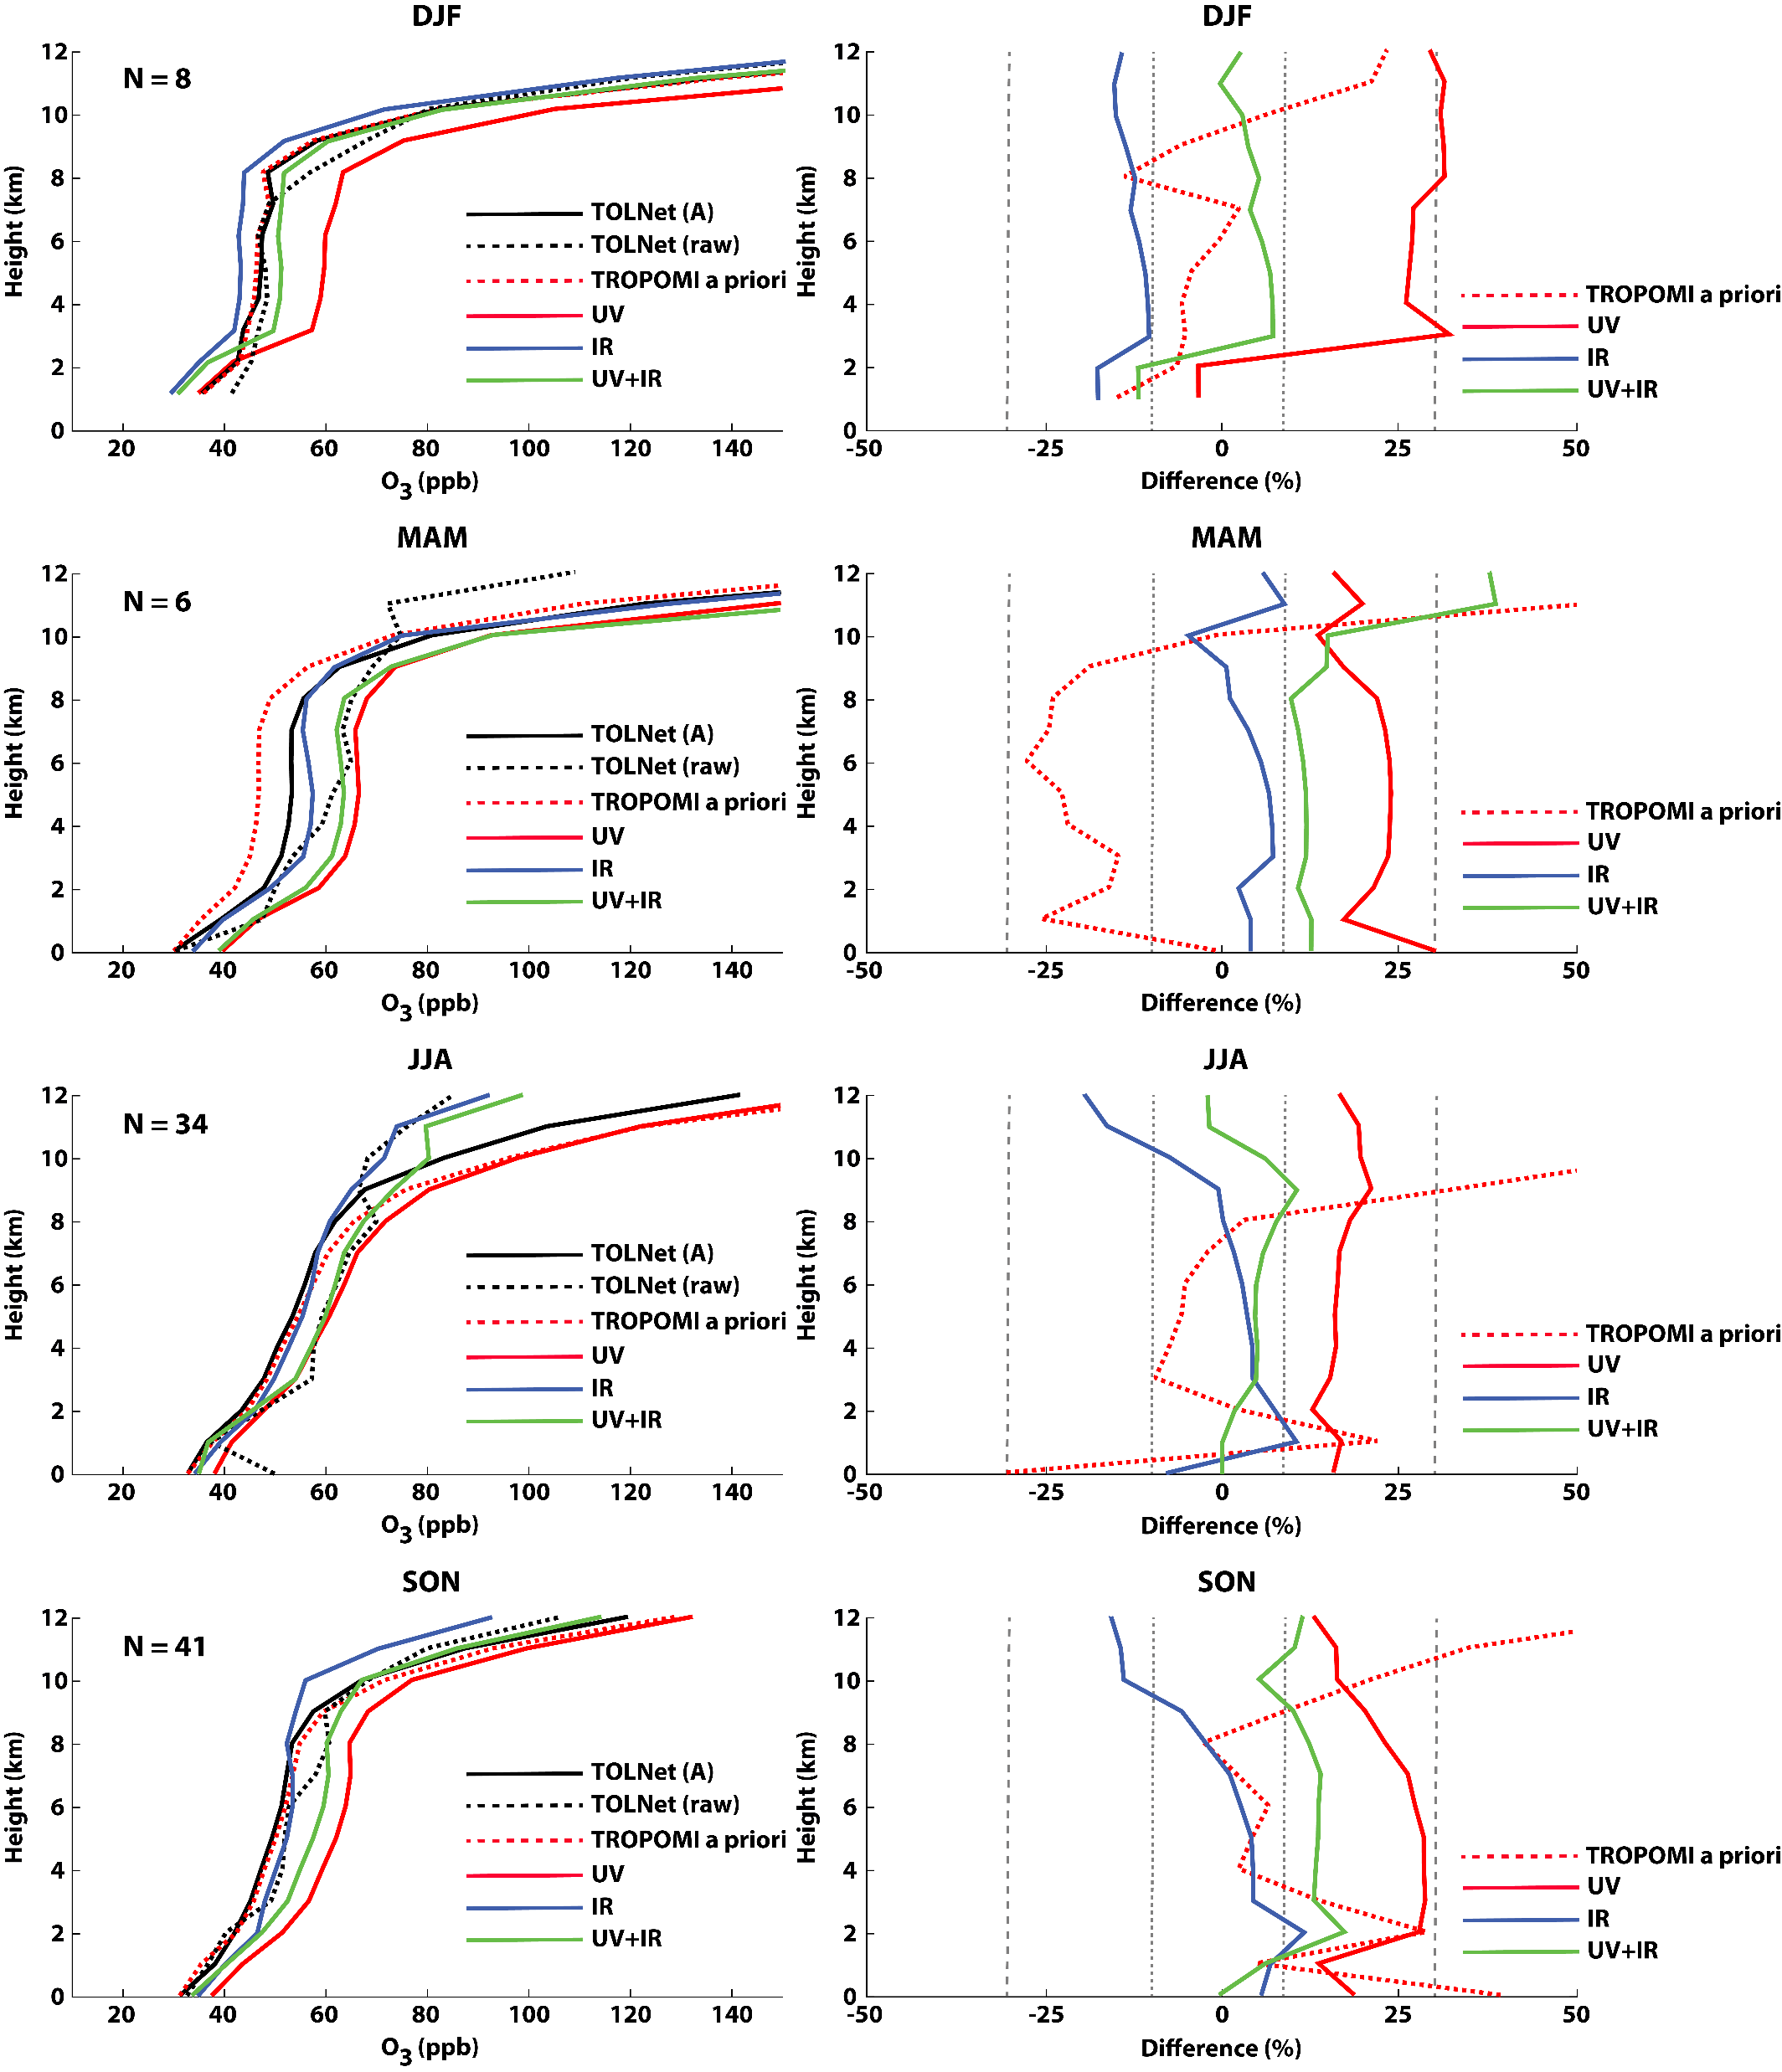 DJF
12
10
8
6
4
2
0
Height (km)
N = 8
TOLNet (A)
TOLNet (raw)
TROPOMI a priori
UV
IR
UV+IR
20 40 60 80 100 120 140
O3 (ppb)
DJF
12
10
8
6
4
2
0
Height (km)
TROPOMI a priori
UV
IR
UV+IR
-50 -25 0 25 50
Difference (%)
MAM
12
10
8
6
4
2
0
Height (km)
N = 6
TOLNet (A)
TOLNet (raw)
TROPOMI a priori
UV
IR
UV+IR
20 40 60 80 100 120 140
O3 (ppb)
MAM
12
10
8
6
4
2
0
Height (km)
TROPOMI a priori
UV
IR
UV+IR
-50 -25 0 25 50
Difference (%)
JJA
12
10
8
6
4
2
0
Height (km)
N = 34
TOLNet (A)
TOLNet (raw)
TROPOMI a priori
UV
IR
UV+IR
20 40 60 80 100 120 140
O3 (ppb)
JJA
12
10
8
6
4
2
0
Height (km)
TROPOMI a priori
UV
IR
UV+IR
-50 -25 0 25 50
Difference (%)
SON
12
10
8
6
4
2
0
Height (km)
N = 41
TOLNet (A)
TOLNet (raw)
TROPOMI a priori
UV
IR
UV+IR
20 40 60 80 100 120 140
O3 (ppb)
SON
12
10
8
6
4
2
0
Height (km)
TROPOMI a priori
UV
IR
UV+IR
-50 -25 0 25 50
Difference (%)